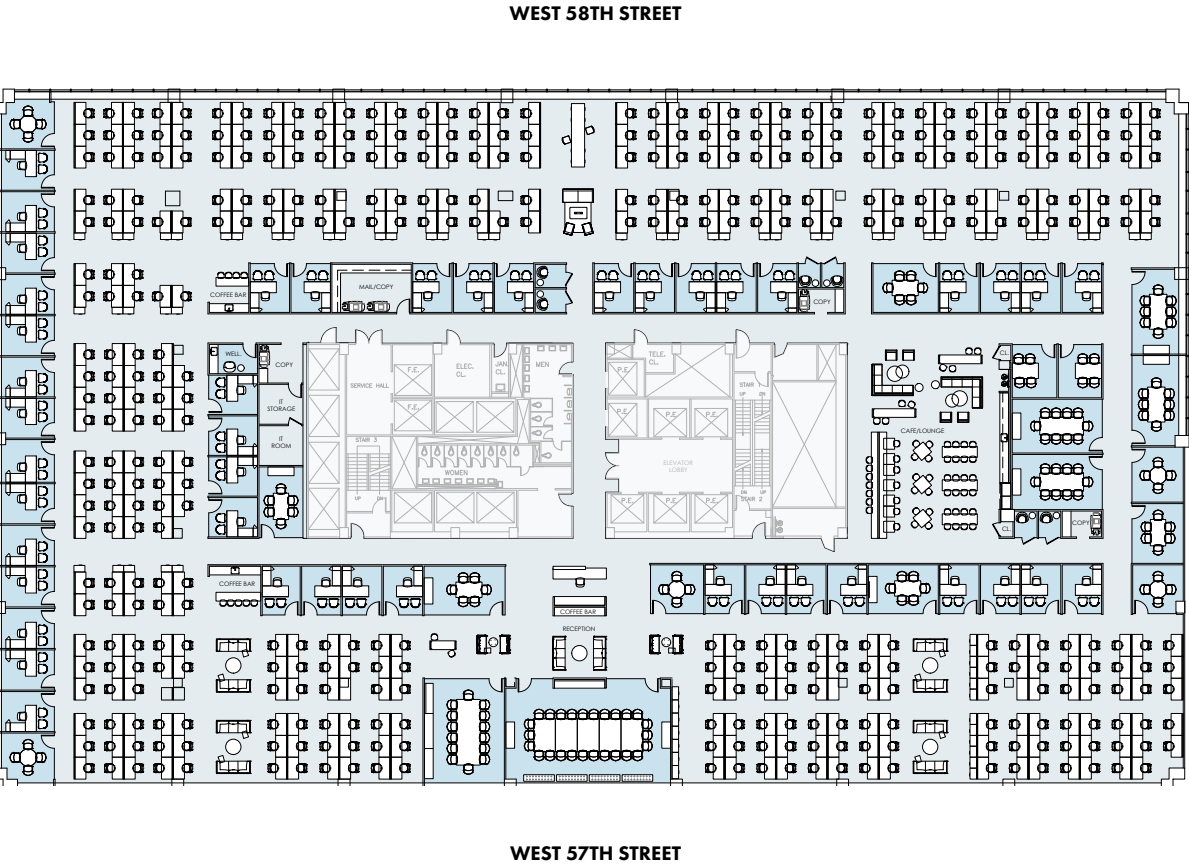 WEST 58TH STREET
COFFEE BAR
MAIL/COPY
COPY
WELL.
COPY
IT
STORAGE
IT
ROOM
SERVICE HALL
F.E.
F.E.
ELEC.
CL.
JAN.
CL.
MEN
STAIR 3
UP
DN
WOMEN
TELE.
CL.
P.E.
P.E.
P.E.
P.E.
STAIR 1
UP
DN
ELEVATOR
LOBBY
P.E.
P.E.
P.E.
DN
UP
STAIR 2
CL.
CAFE/LOUNGE
CL.
COPY
COFFEE BAR
COFFEE BAR
RECEPTION
WEST 57TH STREET